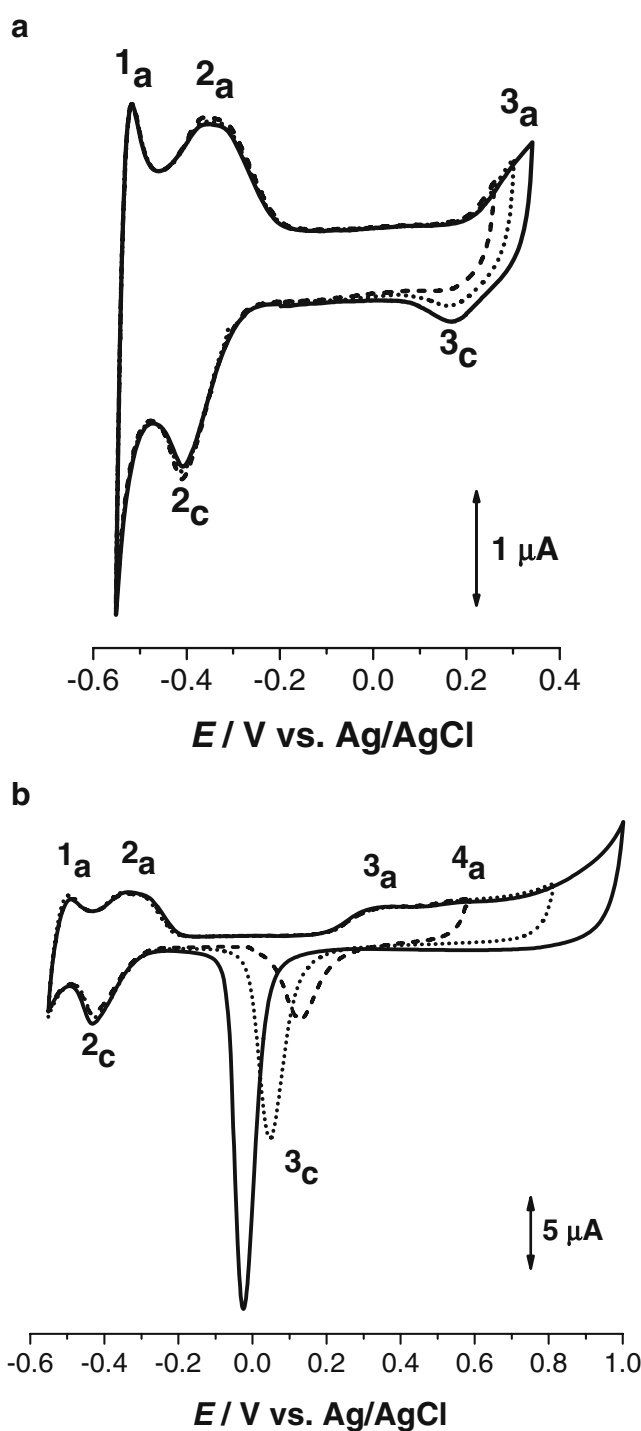 a
1a 2a 3a
3c
2c
1 μA
-0.6 -0.4 -0.2 0.0 0.2 0.4
E / V vs. Ag/AgCl
b
1a 2a 3a 4a
2c
3c
5 μA
-0.6 -0.4 -0.2 0.0 0.2 0.4 0.6 0.8 1.0
E / V vs. Ag/AgCl